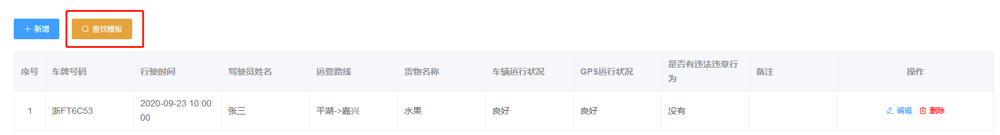 新增
查找模板
序号 车牌号码 行驶时间 驾驶员姓名 运营路线 货物名称 车辆运行状况 GPS运行状况 是否有违法违章行
为 备注 操作
1 浙FT6C53 2020-09-23 10:00:
00 张三 平湖->嘉兴 水果 良好 良好 没有 编辑 删除